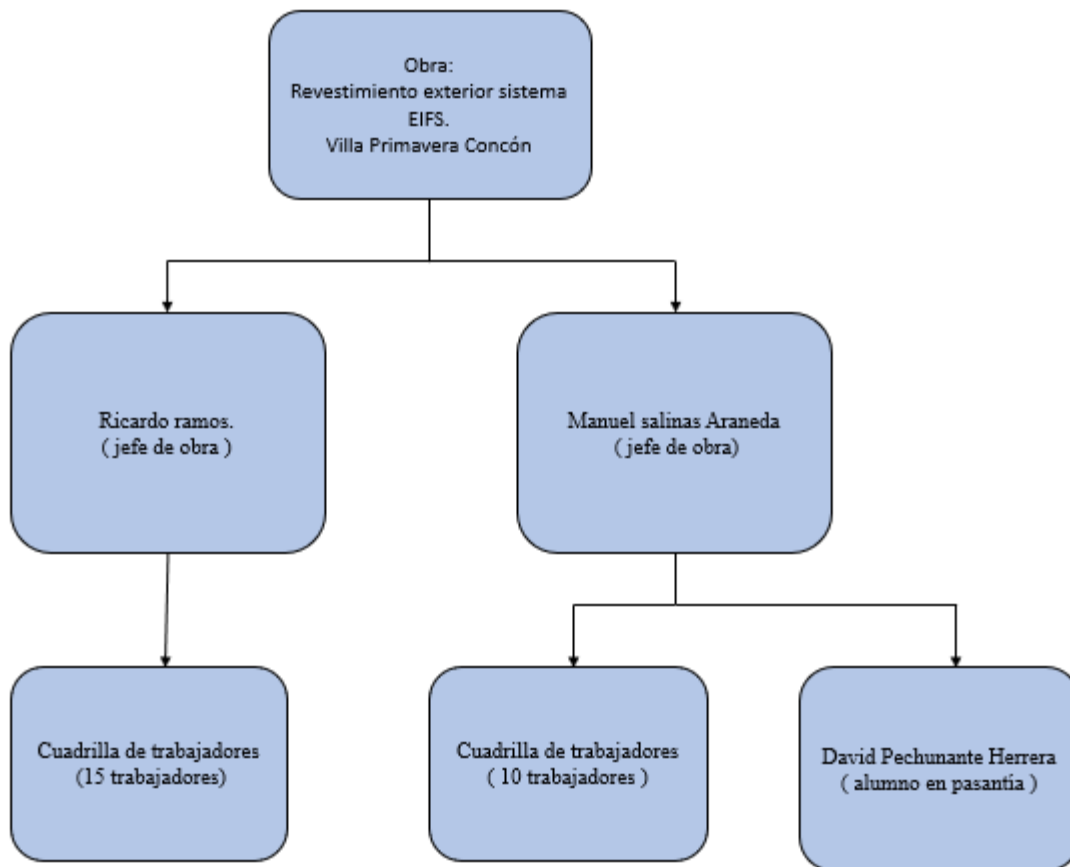 Obra:
Revestimiento exterior sistema
EIFS.
Villa Primavera Concón
Ricardo ramos.
( jefe de obra )
Manuel salinas Araneda
( jefe de obra)
Cuadrilla de trabajadores
(15 trabajadores)
Cuadrilla de trabajadores
( 10 trabajadores )
David Pechunante Herrera
( alumno en pasantía )